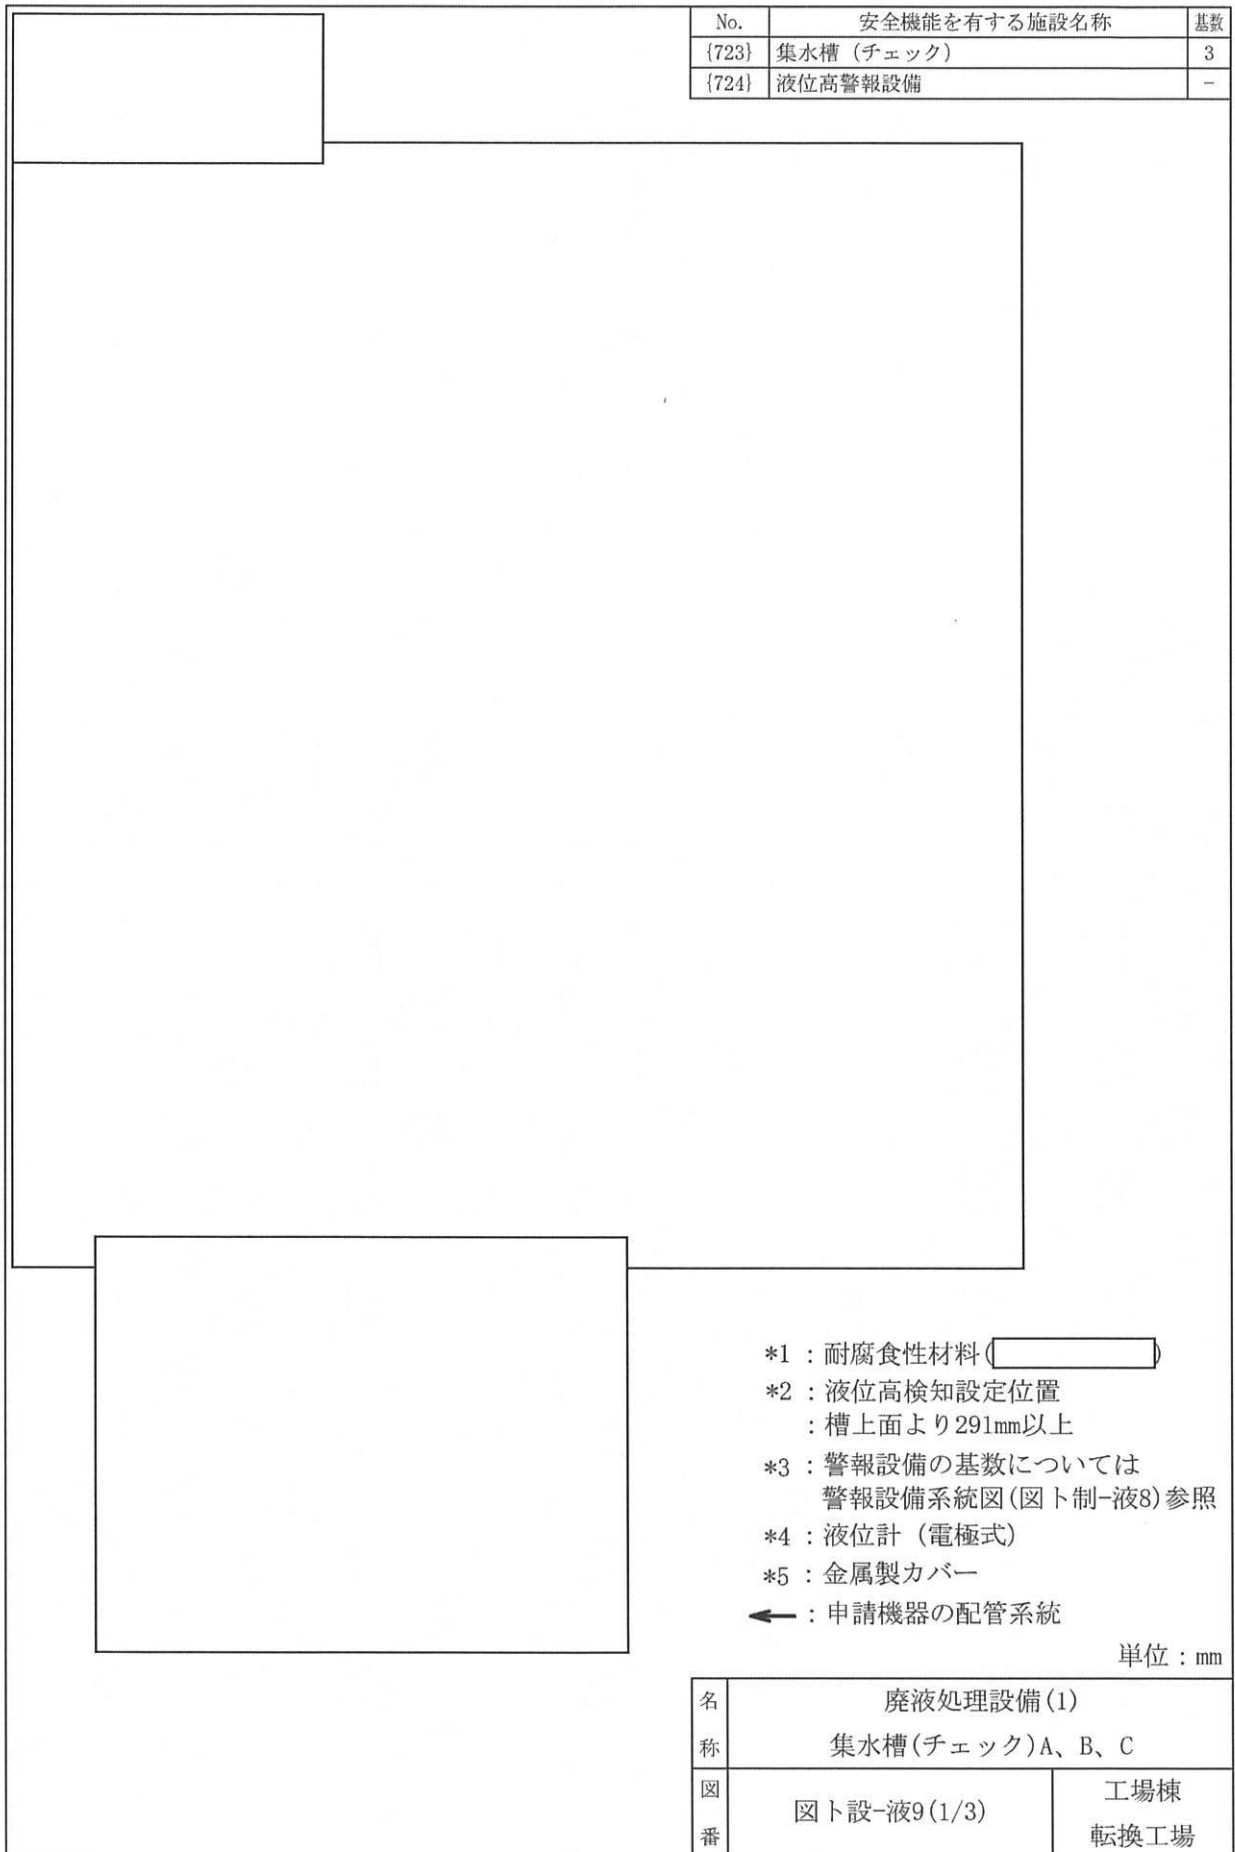 No. 安全機能を有する施設名称 基数
{723} 集水槽（チェック） 3
{724} 液位高警報設備 −
*1：耐腐食性材料( )
*2：液位高検知設定位置
：槽上面より291mm以上
*3：警報設備の基数については
警報設備系統図(図ト制-液8)参照
*4：液位計（電極式）
*5：金属製カバー
←：申請機器の配管系統
単位：mm
名称 廃液処理設備(1)
集水槽(チェック)A、B、C
図番 図ト設-液9(1/3) 工場棟
転換工場